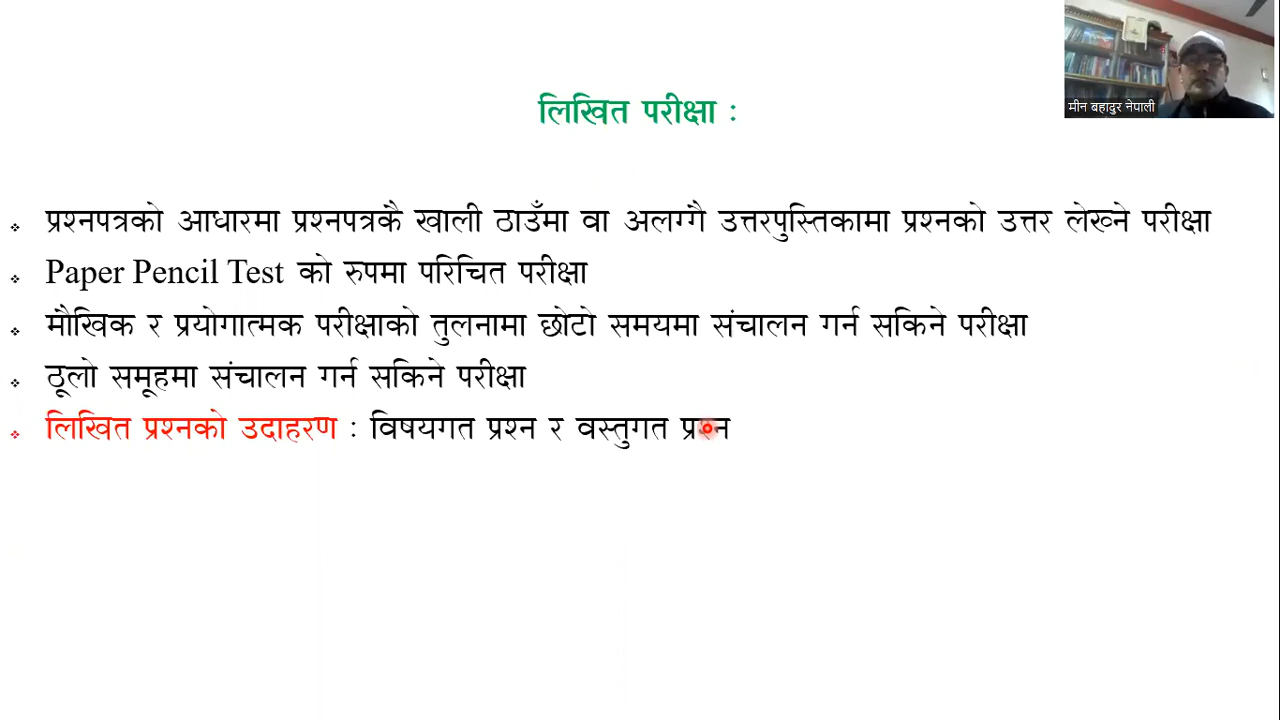 लिखित परीक्षा :
मीन बहादुर नेपाली
प्रश्नपत्रको आधारमा प्रश्नपत्रकै खाली ठाउँमा वा अलग्गै उत्तरपुस्तिकामा प्रश्नको उत्तर लेख्ने परीक्षा
Paper Pencil Test को रुपमा परिचित परीक्षा
मौखिक र प्रयोगात्मक परीक्षाको तुलनामा छोटो समयमा संचालन गर्न सकिने परीक्षा
ठूलो समूहमा संचालन गर्न सकिने परीक्षा
लिखित प्रश्नको उदाहरण : विषयगत प्रश्न र वस्तुगत प्रश्न